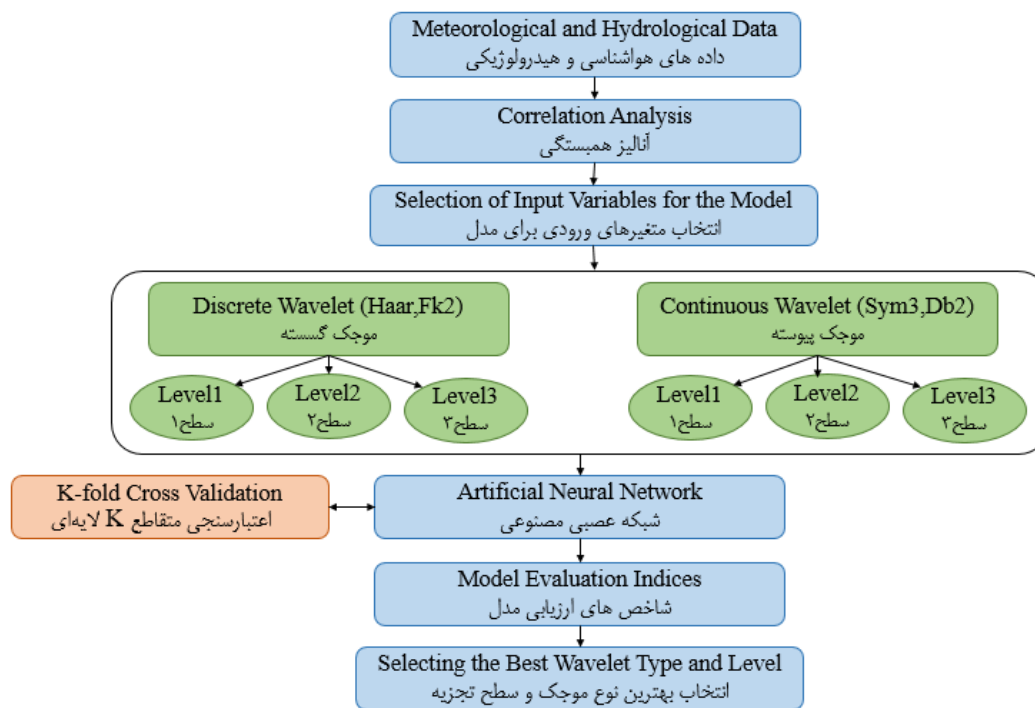 Meteorological and Hydrological Data
داده های هواشناسی و هیدرولوژیکی
Correlation Analysis
آنالیز همبستگی
Selection of Input Variables for the Model
انتخاب متغیرهای ورودی برای مدل
Discrete Wavelet (Haar,Fk2)
موجک گسسته
Continuous Wavelet (Sym3,Db2)
موجک پیوسته
Level1
سطح۱
Level2
سطح۲
Level3
سطح۳
Level1
سطح۱
Level2
سطح۲
Level3
سطح۳
K-fold Cross Validation
اعتبارسنجی متقاطع K لایه‌ای
Artificial Neural Network
شبکه عصبی مصنوعی
Model Evaluation Indices
شاخص های ارزیابی مدل
Selecting the Best Wavelet Type and Level
انتخاب بهترین نوع موجک و سطح تجزیه